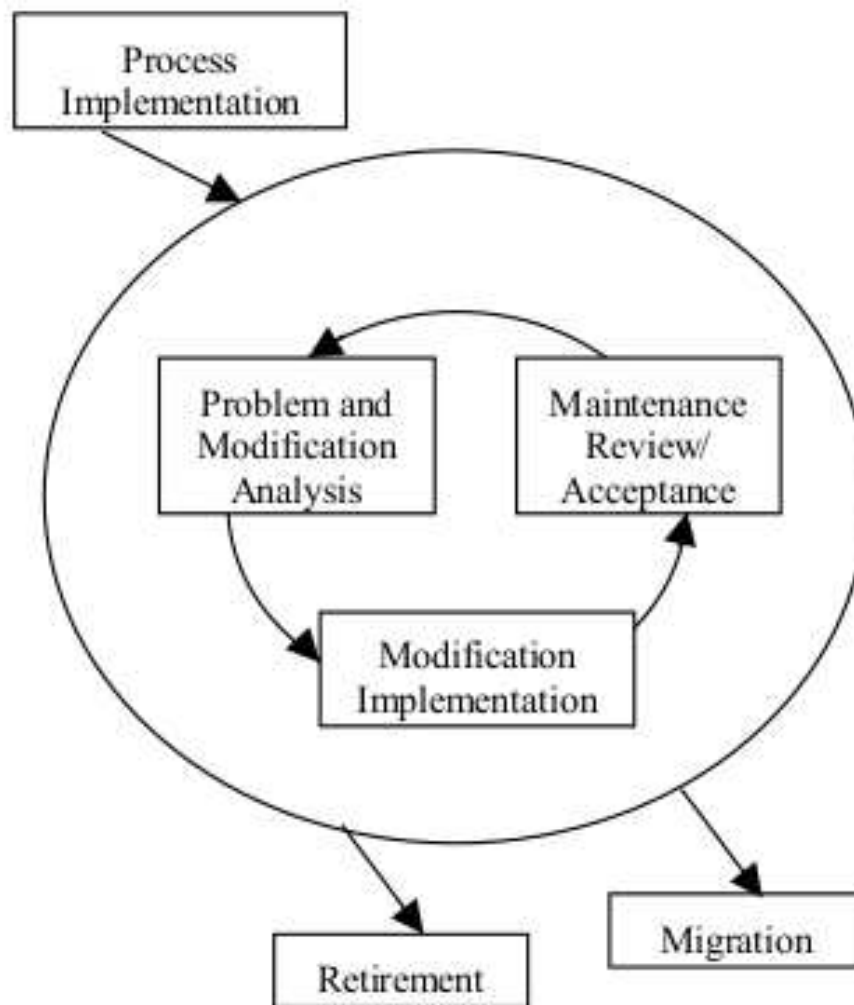 Process
Implementation
Problem and
Modification
Analysis
Maintenance
Review/
Acceptance
Modification
Implementation
Migration
Retirement